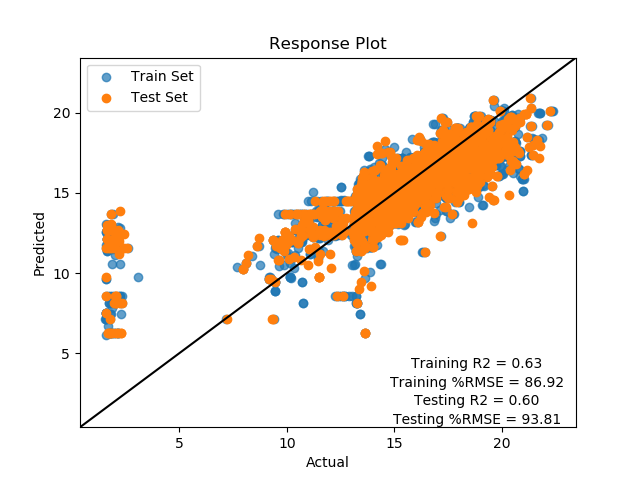 Response Plot
Train Set
Test Set
20
15
10
5
Predicted
Training R2 = 0.63
Training %RMSE = 86.92
Testing R2 = 0.60
Testing %RMSE = 93.81
5 10 15 20
Actual